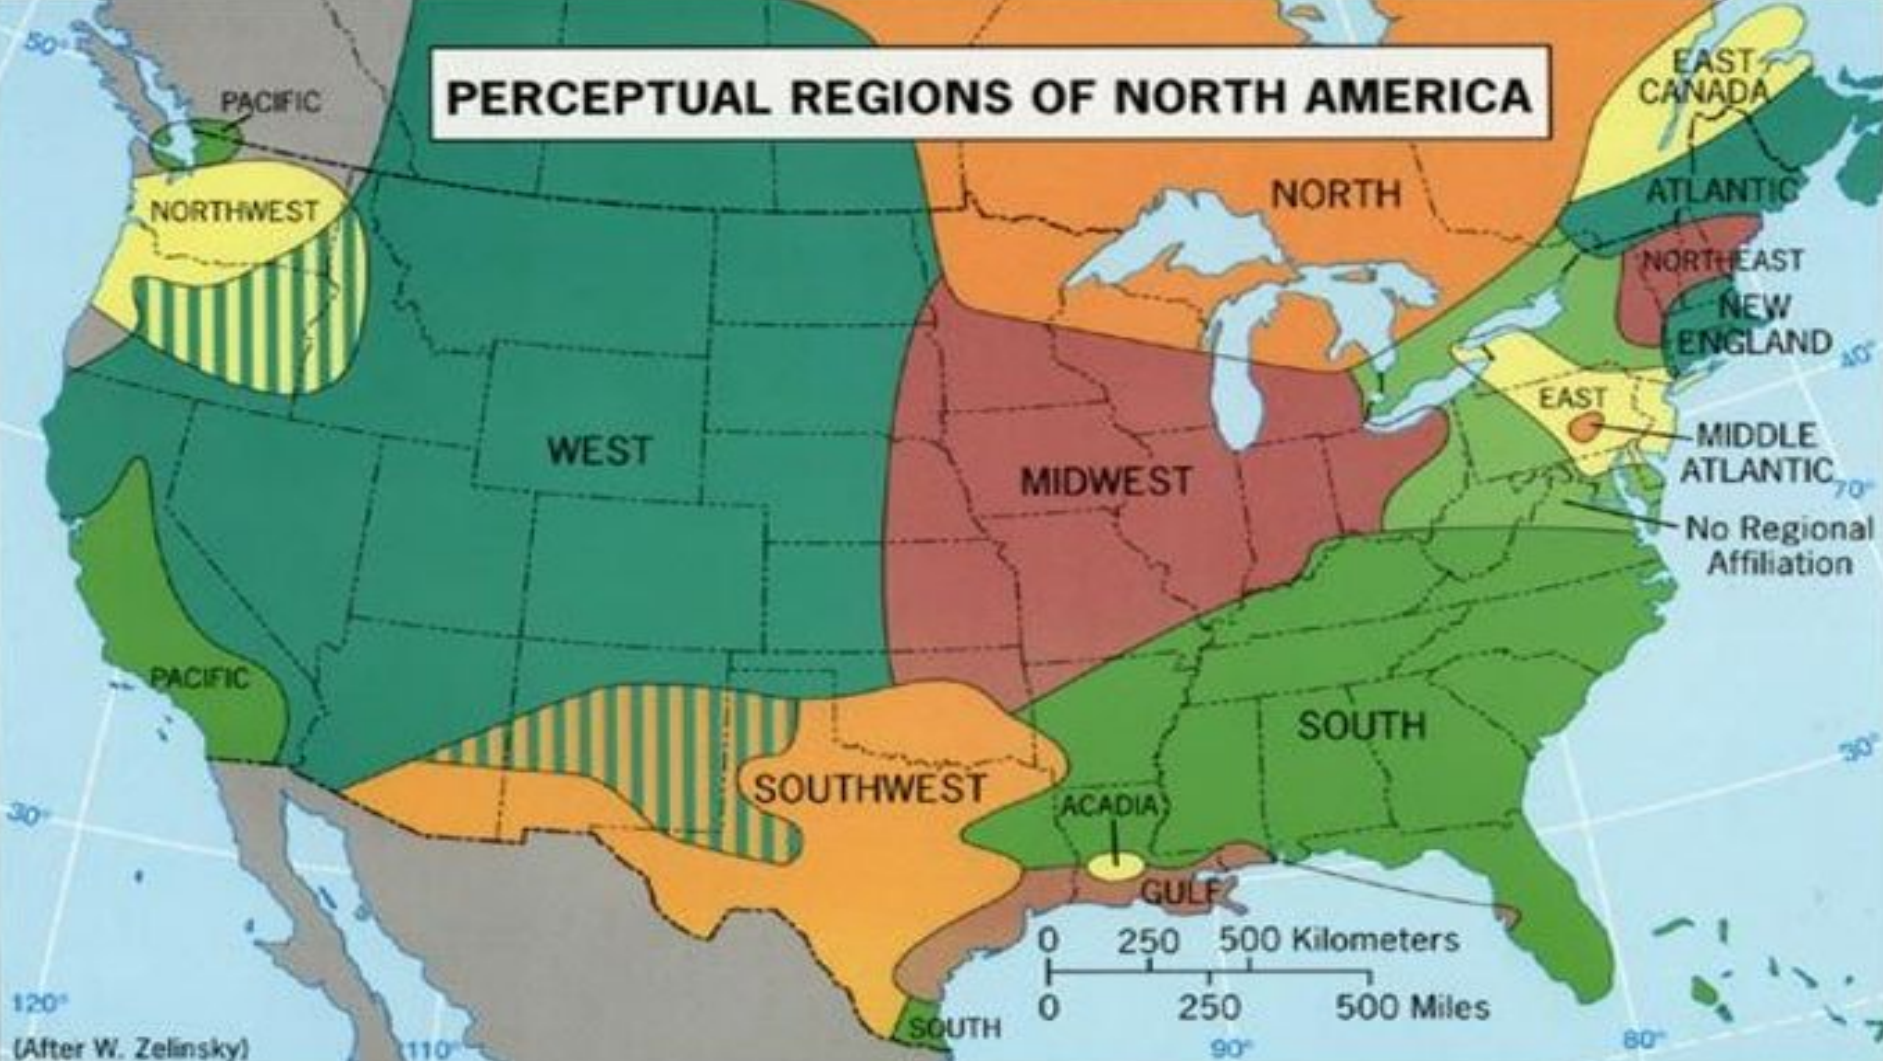 50°
PACIFIC
PERCEPTUAL REGIONS OF NORTH AMERICA
EAST
CANADA
NORTHWEST
NORTH
ATLANTIC
NORTHEAST
NEW
ENGLAND
40°
EAST
WEST
MIDWEST
MIDDLE
ATLANTIC
70°
No Regional
Affiliation
PACIFIC
SOUTH
30°
SOUTHWEST
ACADIA
30°
GULF
0 250 500 Kilometers
0 250 500 Miles
120°
SOUTH
(After W. Zelinsky)
110°
90°
80°